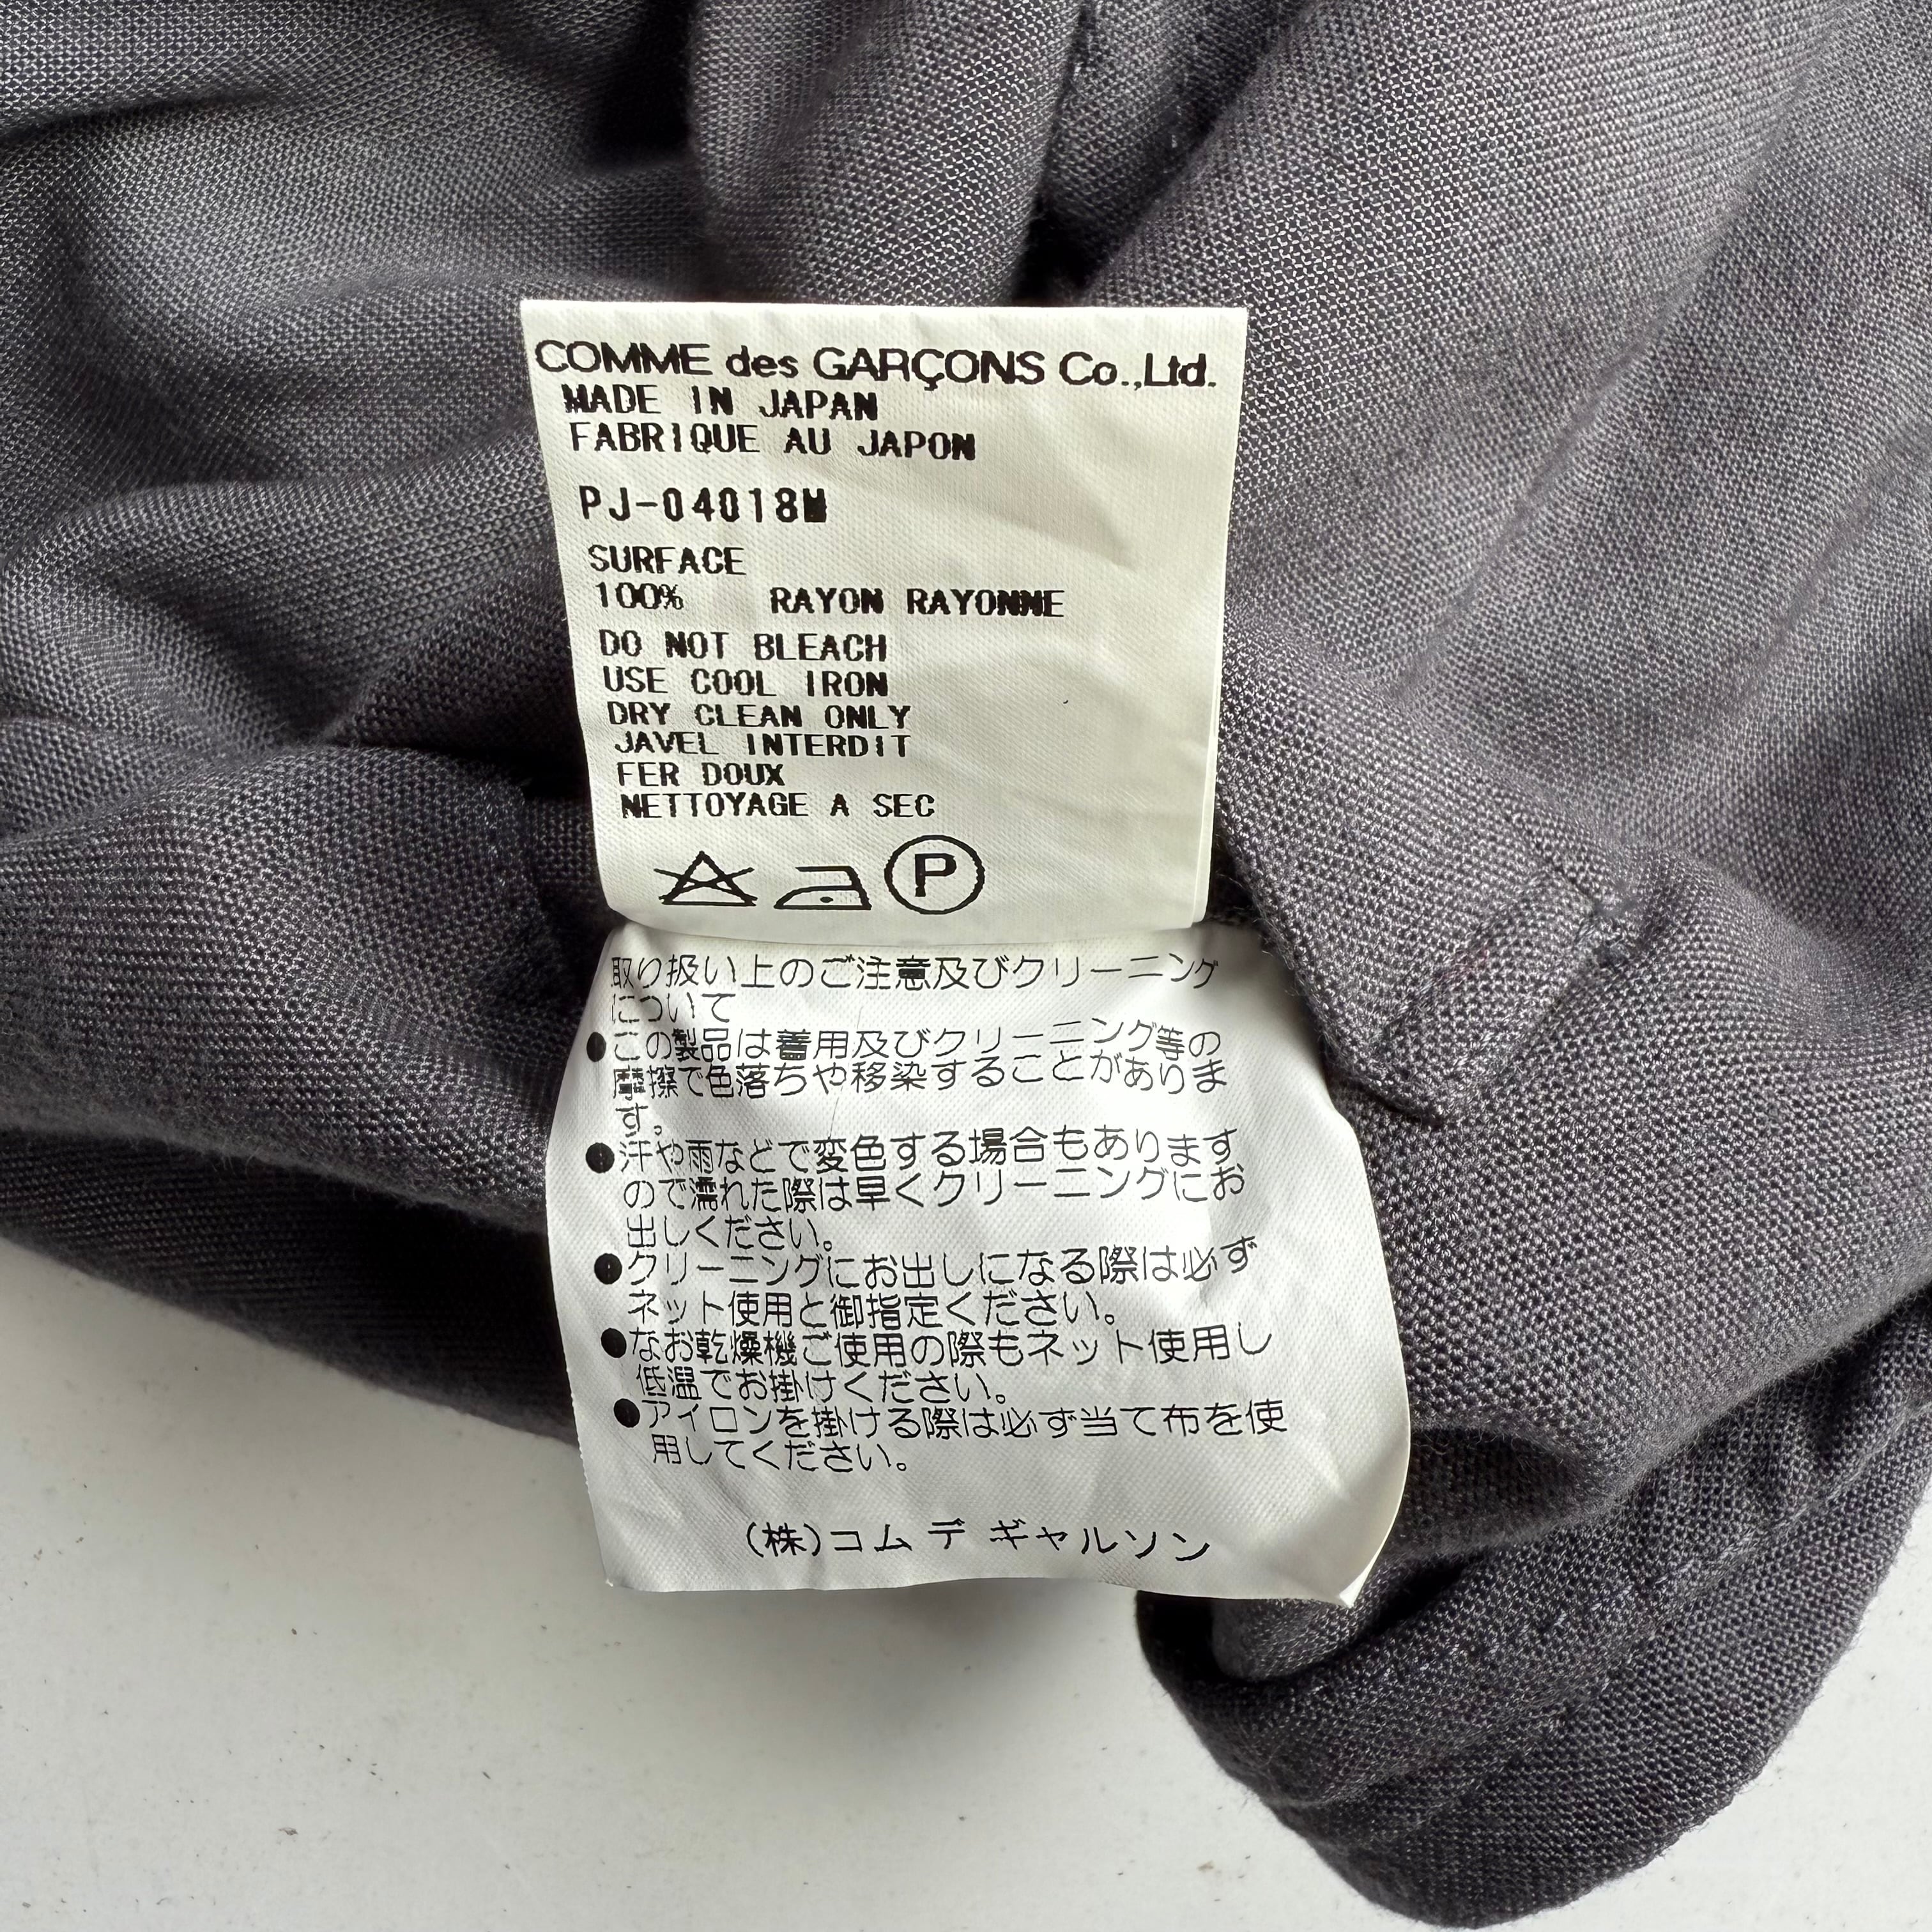 COMME des GARÇONS Co.,Ltd.
MADE IN JAPAN
FABRIQUE AU JAPON
PJ-04018M
SURFACE
100% RAYON RAYONNE
DO NOT BLEACH
USE COOL IRON
DRY CLEAN ONLY
JAVEL INTERDIT
FER DOUX
NETTOYAGE A SEC
P
取り扱い上のご注意及びクリーニング
について
●この製品は着用及びクリーニング等の
摩擦で色落ちや移染することがありま
す。
●汗や雨などで変色する場合もあります
ので濡れた際は早くクリーニングにお
出しください。
●クリーニングにお出しになる際は必ず
ネット使用と御指定ください。
●なお乾燥機ご使用の際もネット使用し
低温でお掛けください。
●アイロンを掛ける際は必ず当て布を使
用してください。
(株)コム デ ギャルソン